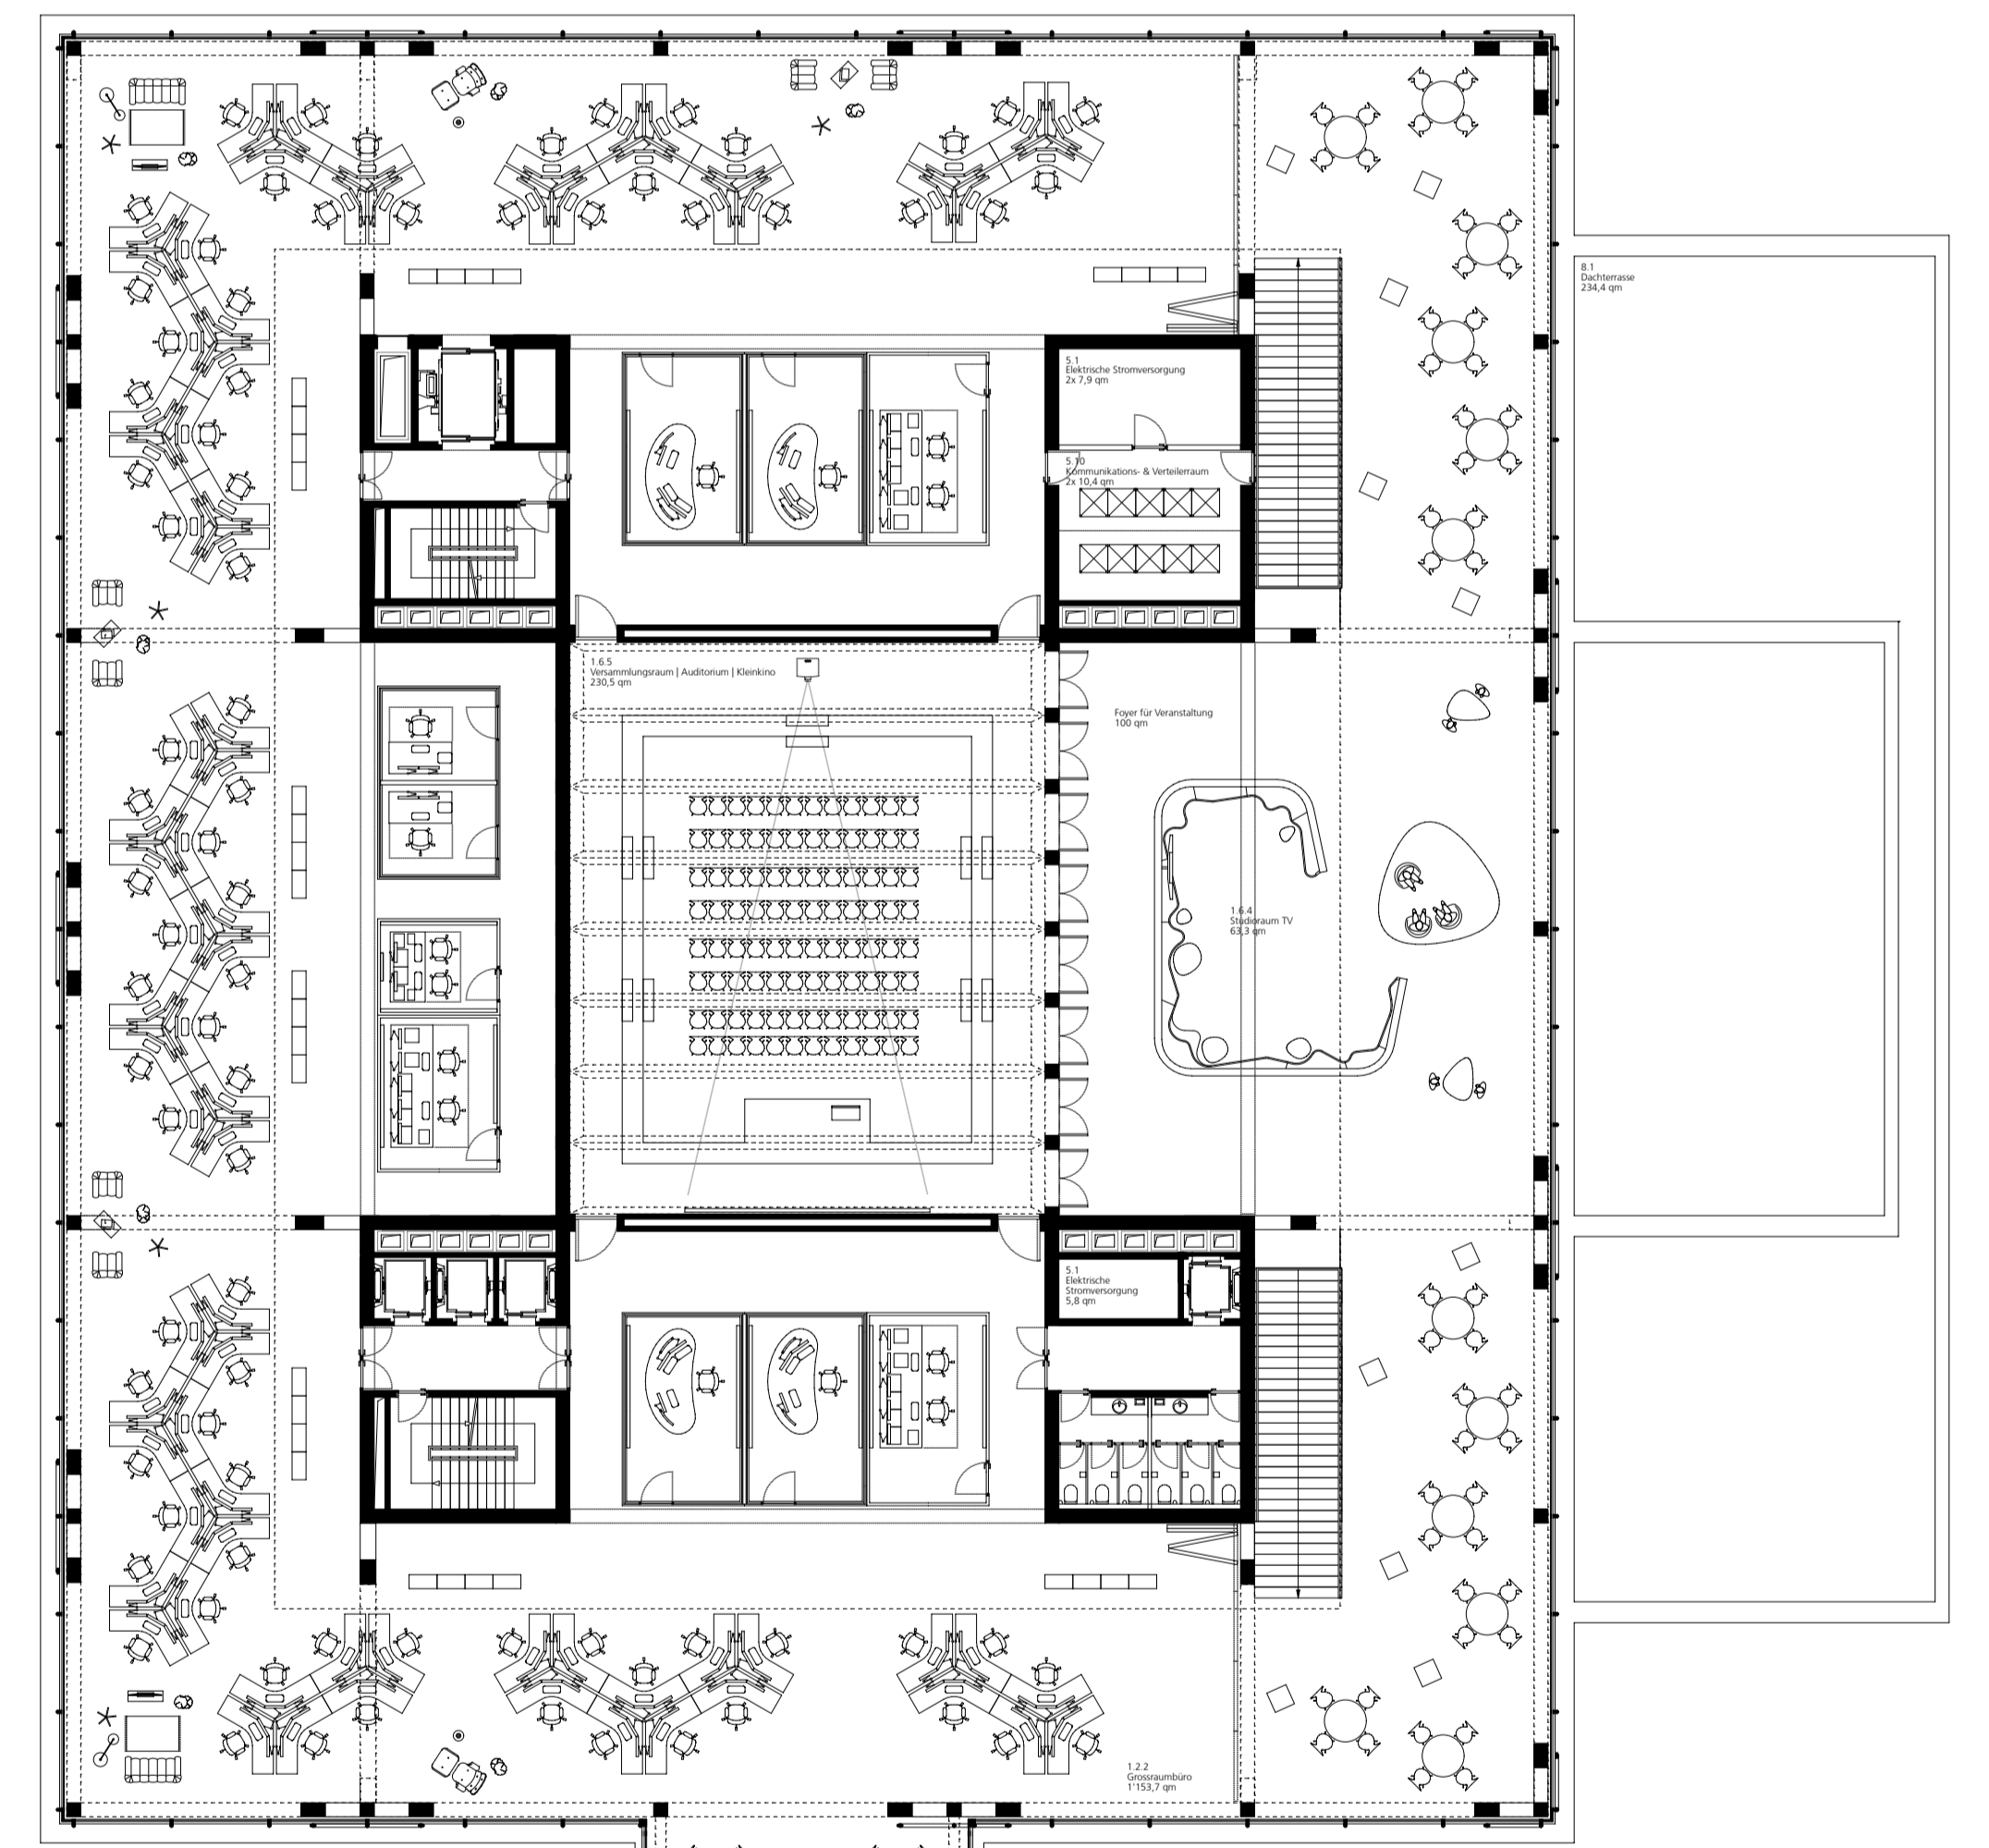 8.1
Dachterrasse
234,4 qm
5.1
Elektrische Stromversorgung
2x 7,9 qm
5.10
Kommunikations- & Verteilerraum
2x 10,4 qm
1.6.5
Versammlungsraum | Auditorium | Kleinkino
230,5 qm
Foyer für Veranstaltung
100 qm
1.6.4
Studioraum TV
63,3 qm
5.1
Elektrische
Stromversorgung
5,8 qm
1.2.2
Grossraumbüro
1'153,7 qm